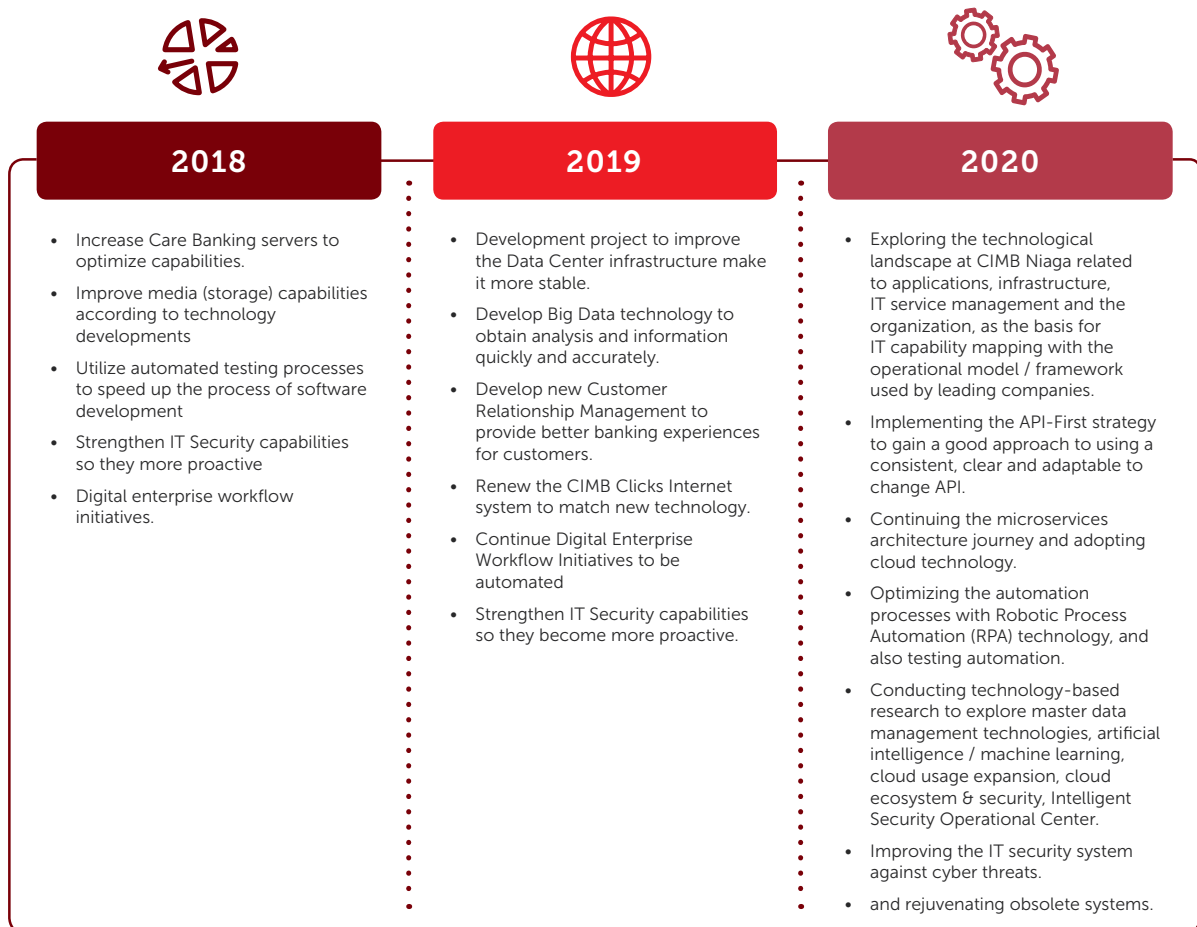 2018
• Increase Care Banking servers to
optimize capabilities.
• Improve media (storage) capabilities
according to technology
developments
• Utilize automated testing processes
to speed up the process of software
development
• Strengthen IT Security capabilities
so they more proactive
• Digital enterprise workflow
initiatives.
2019
• Development project to improve
the Data Center infrastructure make
it more stable.
• Develop Big Data technology to
obtain analysis and information
quickly and accurately.
• Develop new Customer
Relationship Management to
provide better banking experiences
for customers.
• Renew the CIMB Clicks Internet
system to match new technology.
• Continue Digital Enterprise
Workflow Initiatives to be
automated
• Strengthen IT Security capabilities
so they become more proactive.
2020
• Exploring the technological
landscape at CIMB Niaga related
to applications, infrastructure,
IT service management and the
organization, as the basis for
IT capability mapping with the
operational model / framework
used by leading companies.
• Implementing the API-First strategy
to gain a good approach to using a
consistent, clear and adaptable to
change API.
• Continuing the microservices
architecture journey and adopting
cloud technology.
• Optimizing the automation
processes with Robotic Process
Automation (RPA) technology, and
also testing automation.
• Conducting technology-based
research to explore master data
management technologies, artificial
intelligence / machine learning,
cloud usage expansion, cloud
ecosystem & security, Intelligent
Security Operational Center.
• Improving the IT security system
against cyber threats.
• and rejuvenating obsolete systems.